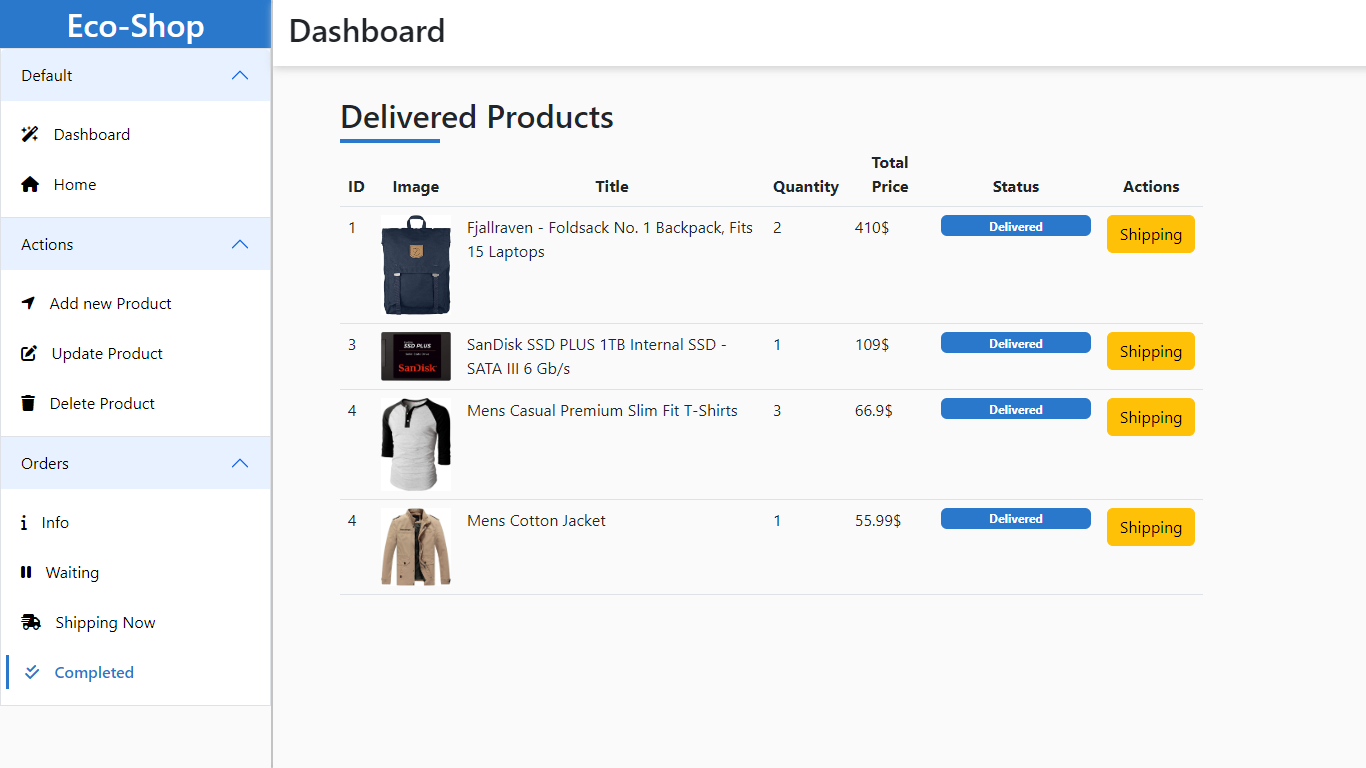 Eco-Shop
Dashboard
Default
Dashboard
Home
Actions
Add new Product
Update Product
Delete Product
Orders
Info
Waiting
Shipping Now
Completed
Delivered Products
ID Image Title Quantity Total Price Status Actions
1 Fjallraven - Foldsack No. 1 Backpack, Fits 2 410$ Delivered Shipping
15 Laptops
3 SSD PLUS SanDisk SanDisk SSD PLUS 1TB Internal SSD - 1 109$ Delivered Shipping
SATA III 6 Gb/s
4 Mens Casual Premium Slim Fit T-Shirts 3 66.9$ Delivered Shipping
4 Mens Cotton Jacket 1 55.99$ Delivered Shipping